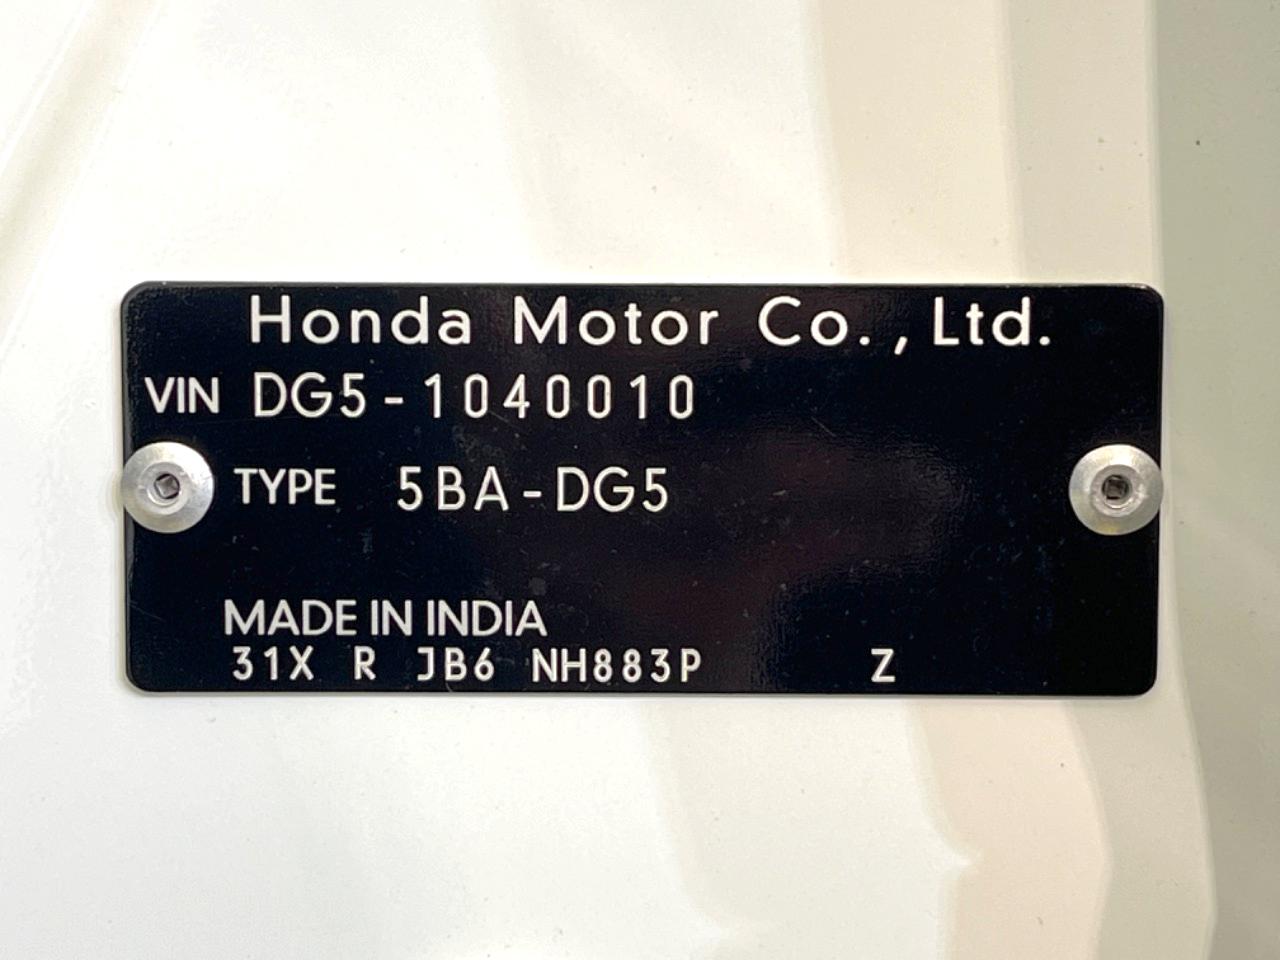 Honda Motor Co., Ltd.
VIN DG5-1040010
TYPE 5BA-DG5
MADE IN INDIA
31X R JB6 NH883P Z